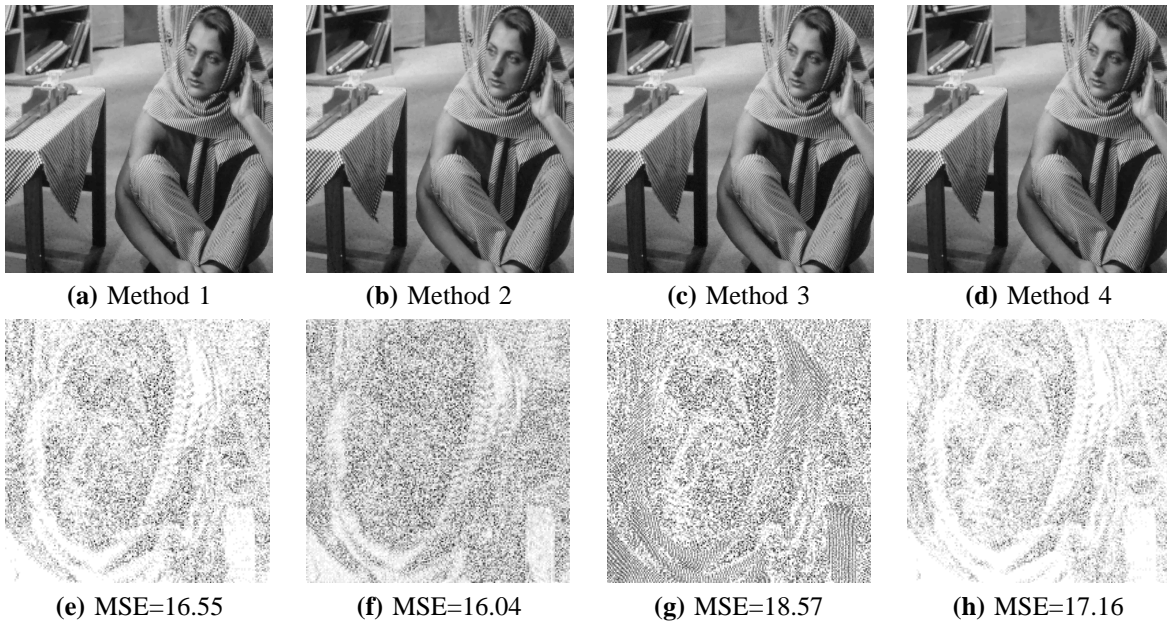 (a) Method 1 (b) Method 2 (c) Method 3 (d) Method 4
(e) MSE=16.55 (f) MSE=16.04 (g) MSE=18.57 (h) MSE=17.16